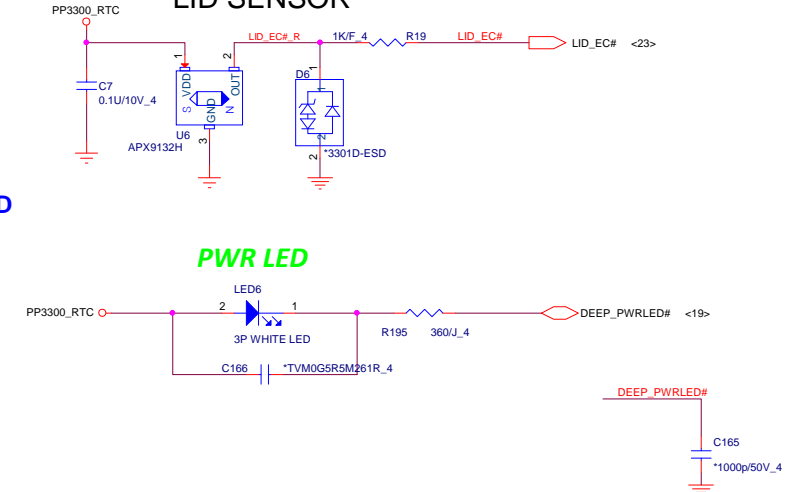 LID SENSOR
PP3300_RTC
LID_EC#_R
1K/F_4
R19
LID_EC#
LID_EC# <23>
1
2
VDD
OUT
S
GND
N
C7
0.1U/10V_4
U6
APX9132H
3
D6
1
1
2
2
*3301D-ESD
D
PWR LED
LED6
PP3300_RTC
2
1
DEEP_PWRLED# <19>
3P WHITE LED
R195
360/J_4
C166
*TVM0G5R5M261R_4
DEEP_PWRLED#
C165
*1000p/50V_4